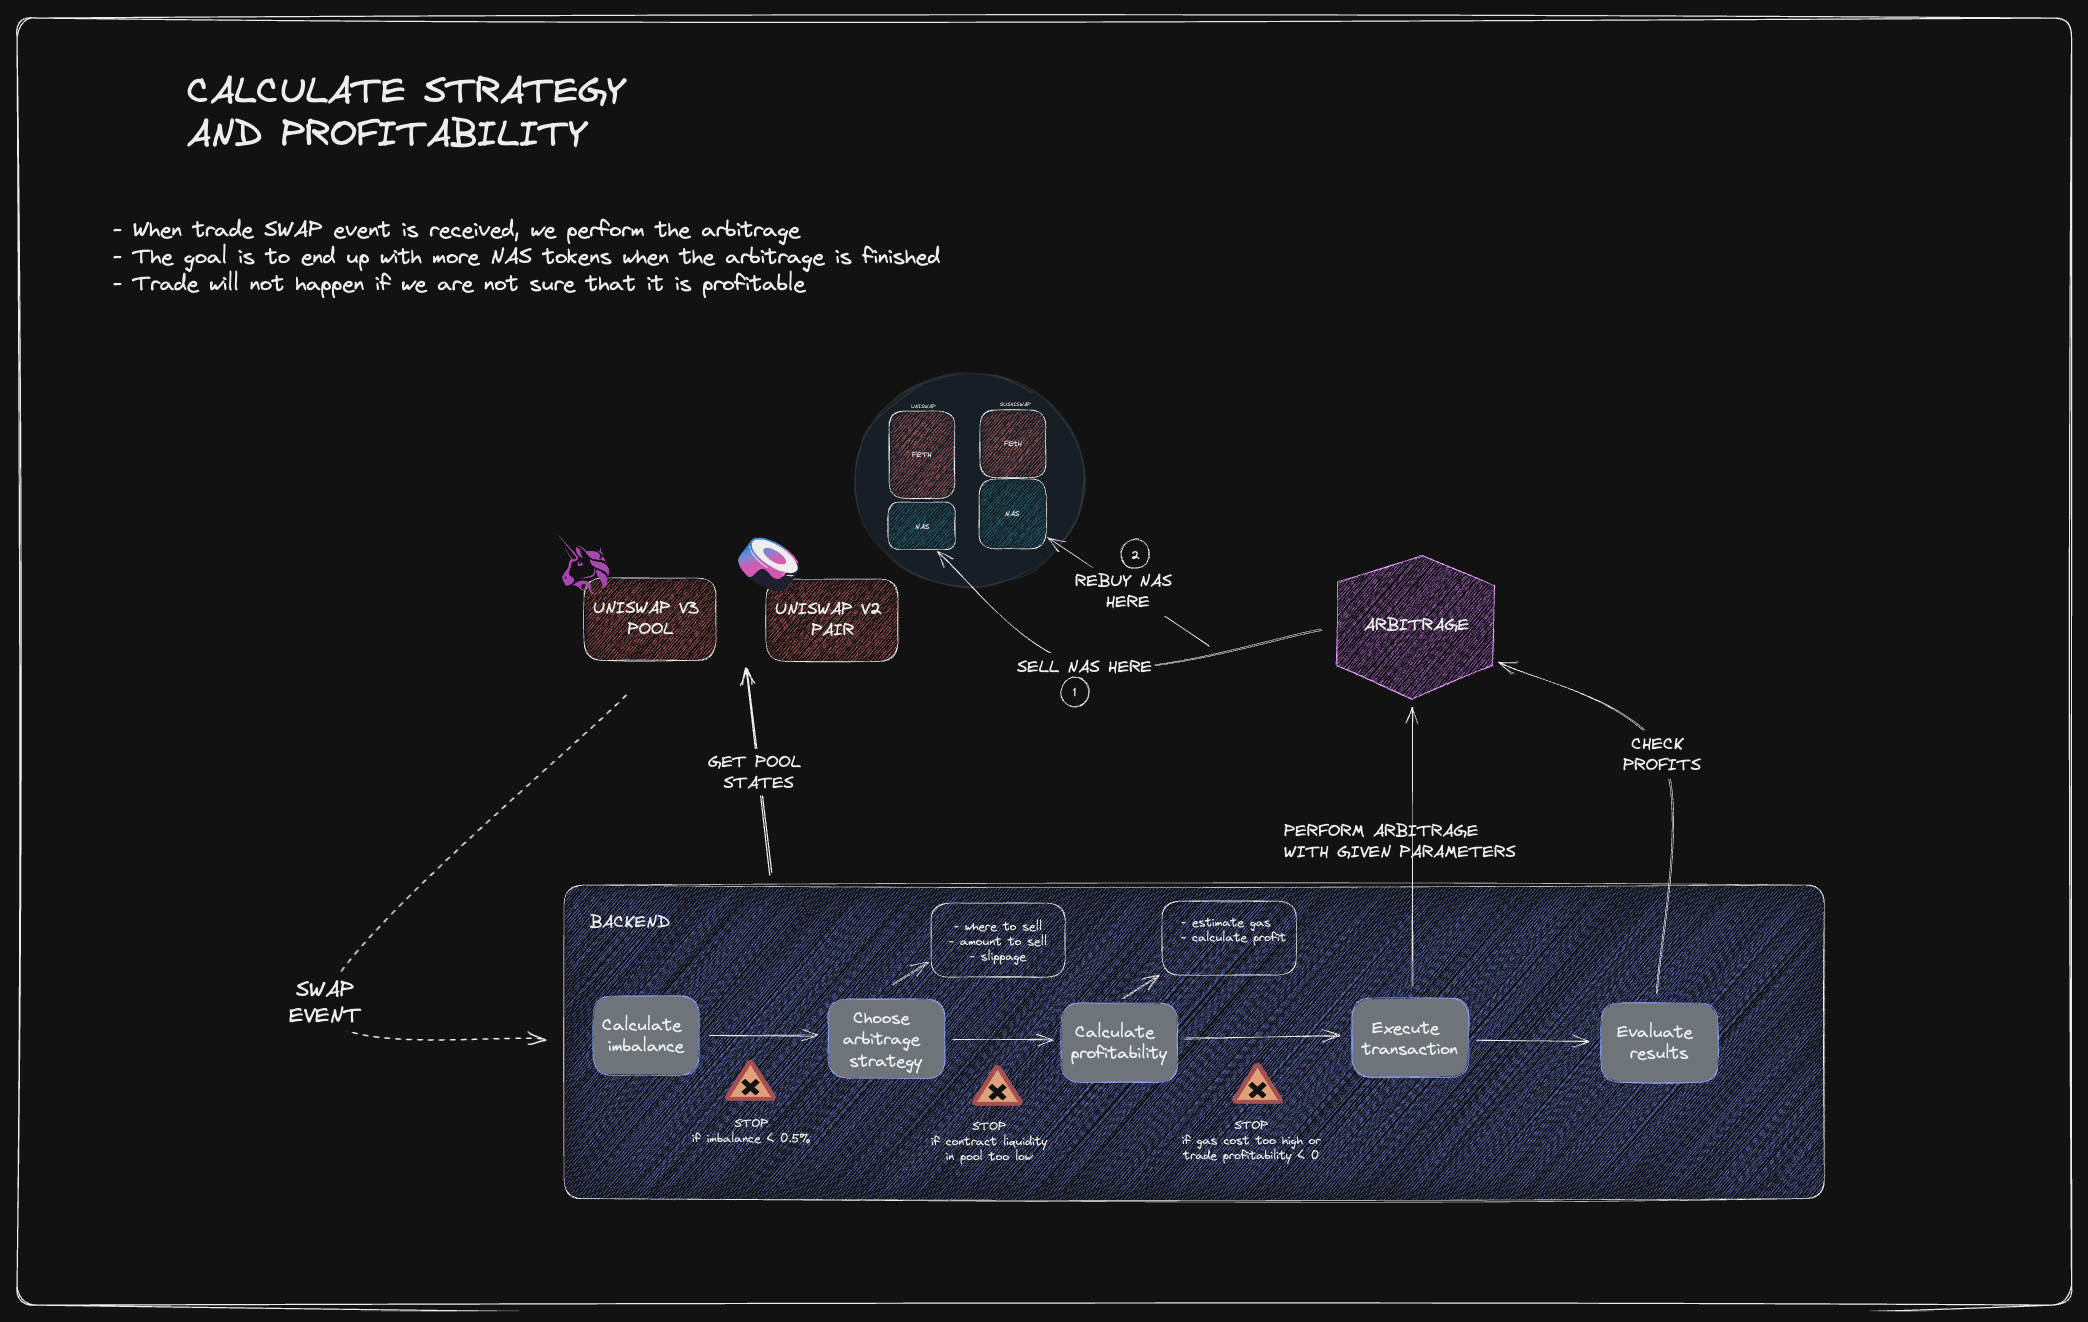 CALCULATE STRATEGY
AND PROFITABILITY
- When trade SWAP event is received, we perform the arbitrage
- The goal is to end up with more NAS tokens when the arbitrage is finished
- Trade will not happen if we are not sure that it is profitable
UNISWAP
SUSHISWAP
FETH
FETH
NAS
NAS
UNISWAP V3
POOL
UNISWAP V2
PAIR
2
REBUY NAS
HERE
SELL NAS HERE
1
ARBITRAGE
GET POOL
STATES
CHECK
PROFITS
PERFORM ARBITRAGE
WITH GIVEN PARAMETERS
SWAP
EVENT
BACKEND
- where to sell
- amount to sell
- slippage
- estimate gas
- calculate profit
Calculate
imbalance
Choose
arbitrage
strategy
Calculate
profitability
Execute
transaction
Evaluate
results
STOP
if imbalance < 0.5%
STOP
if contract liquidity
in pool too low
STOP
if gas cost too high or
trade profitability < 0